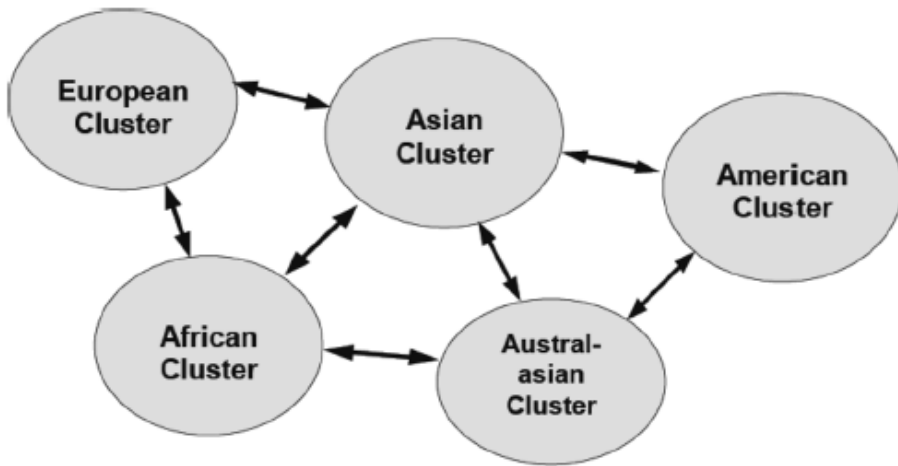 European
Cluster
Asian
Cluster
American
Cluster
African
Cluster
Austral-
asian
Cluster